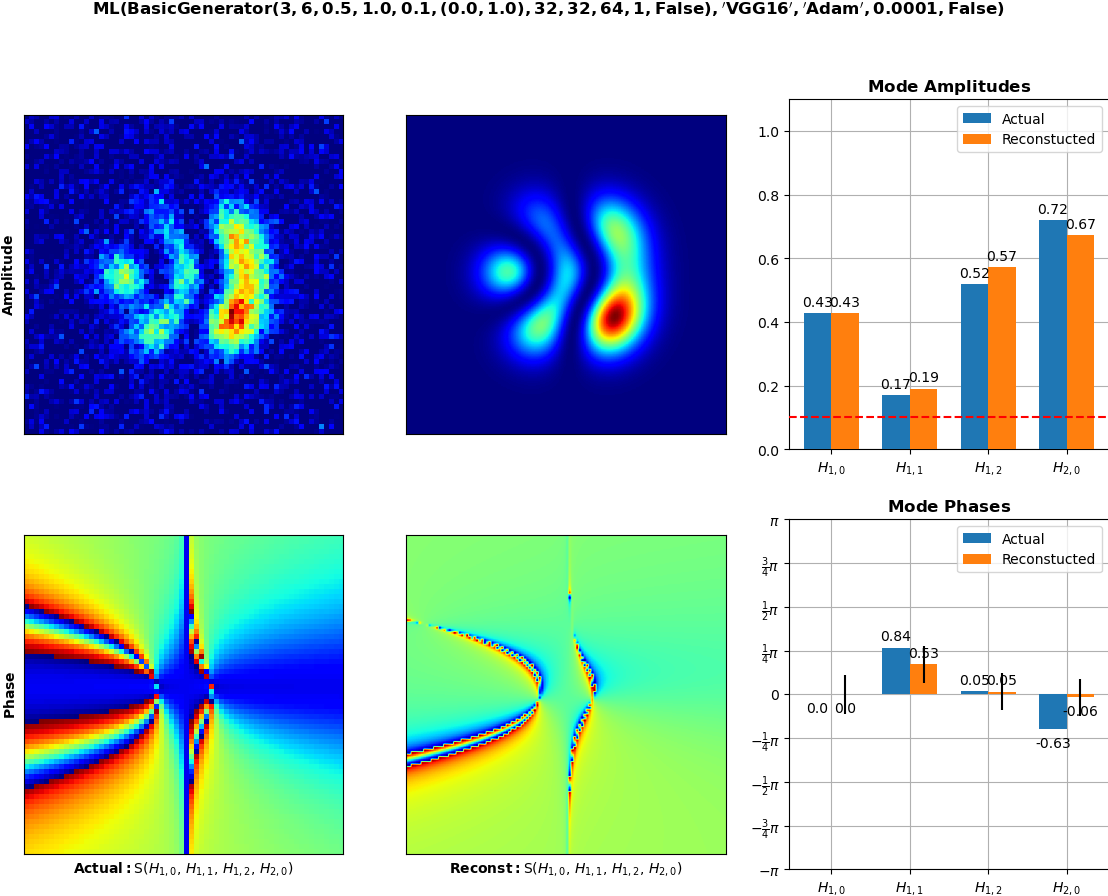 ML(BasicGenerator(3, 6, 0.5, 1.0, 0.1, (0.0, 1.0), 32, 32, 64, 1, False), 'VGG16', 'Adam', 0.0001, False)
Amplitude
Mode Amplitudes
Actual
Reconstucted
1.0
0.8
0.6
0.4
0.2
0.0
0.43 0.43
0.17 0.19
0.52 0.57
0.72 0.67
H1,0 H1,1 H1,2 H2,0
Phase
Actual: S(H1,0, H1,1, H1,2, H2,0)
Reconst: S(H1,0, H1,1, H1,2, H2,0)
Mode Phases
Actual
Reconstucted
π
3/4π
1/2π
1/4π
0
−1/4π
−1/2π
−3/4π
−π
0.0 0.0
0.84 0.53
0.05 0.05
-0.63 -0.06
H1,0 H1,1 H1,2 H2,0